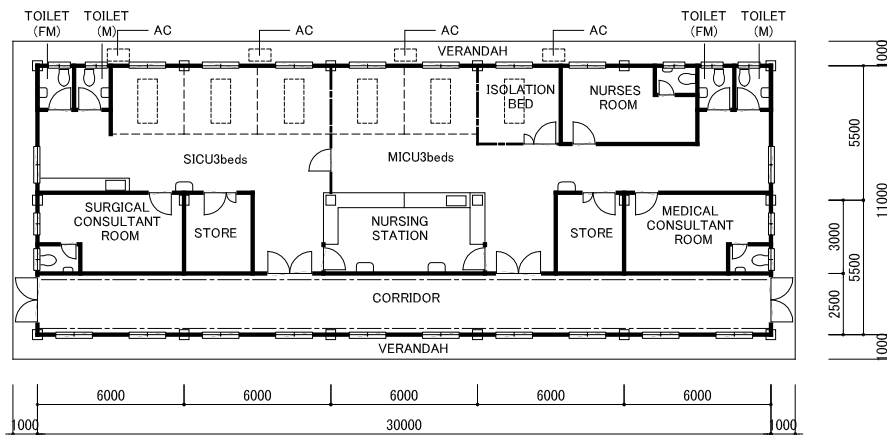 TOILET
(FM)
TOILET
(M)
AC
AC
AC
AC
TOILET
(FM)
TOILET
(M)
VERANDAH
1000
ISOLATION
BED
NURSES
ROOM
SICU3beds
MICU3beds
5500
11000
SURGICAL
CONSULTANT
ROOM
STORE
NURSING
STATION
STORE
MEDICAL
CONSULTANT
ROOM
3000
5500
CORRIDOR
2500
VERANDAH
1000
6000
6000
6000
6000
6000
1000
30000
1000